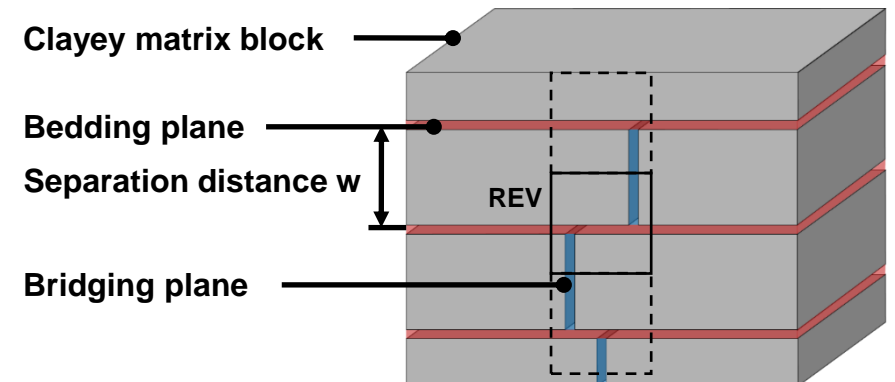 Clayey matrix block
Bedding plane
Separation distance w
REV
Bridging plane